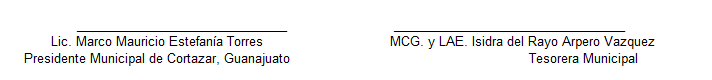 Lic. Marco Mauricio Estefanía Torres MCG. y LAE. Isidra del Rayo Arpero Vazquez
Presidente Municipal de Cortazar, Guanajuato Tesorera Municipal